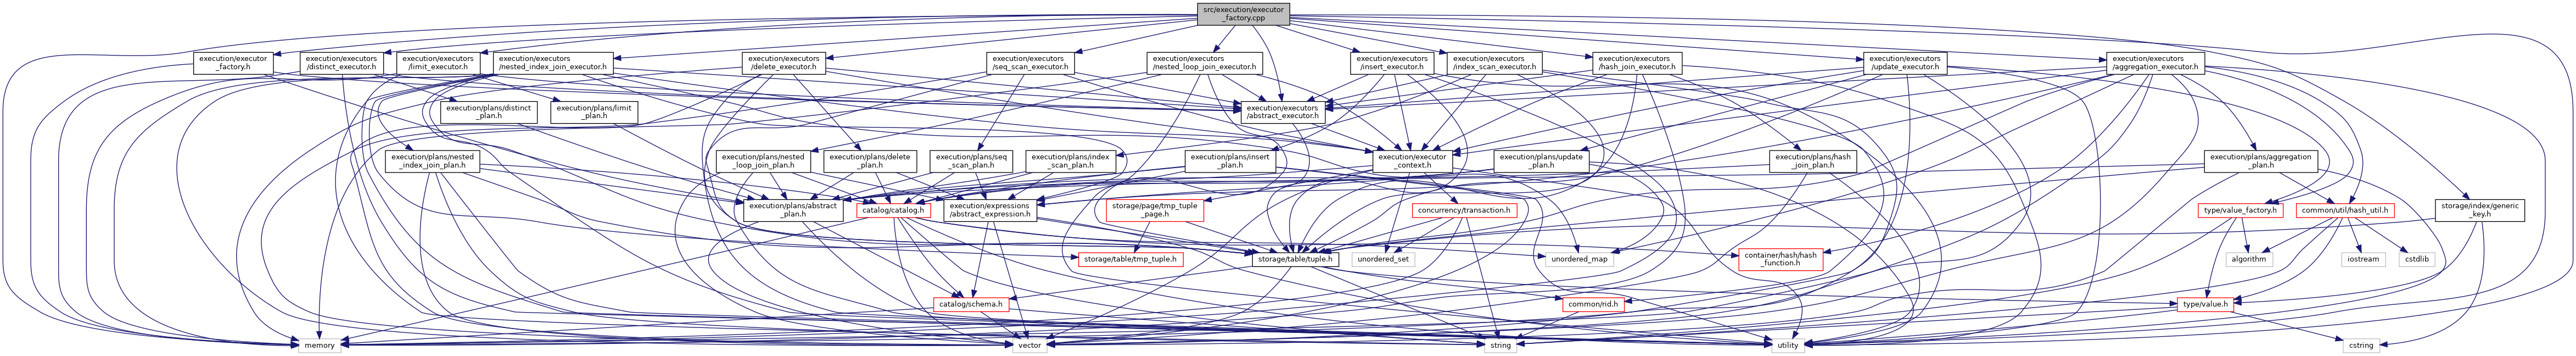 src/execution/executor
_factory.cpp
execution/executor
_factory.h
execution/executors
/distinct_executor.h
execution/executors
/limit_executor.h
execution/executors
/nested_index_join_executor.h
execution/executors
/delete_executor.h
execution/executors
/seq_scan_executor.h
execution/executors
/nested_loop_join_executor.h
execution/executors
/insert_executor.h
execution/executors
/index_scan_executor.h
execution/executors
/hash_join_executor.h
execution/executors
/update_executor.h
execution/executors
/aggregation_executor.h
execution/plans/distinct
_plan.h
execution/plans/limit
_plan.h
execution/executors
/abstract_executor.h
execution/plans/nested
_index_join_plan.h
execution/plans/nested
_loop_join_plan.h
execution/plans/delete
_plan.h
execution/plans/seq
_scan_plan.h
execution/plans/index
_scan_plan.h
execution/plans/insert
_plan.h
execution/executor
_context.h
execution/plans/update
_plan.h
execution/plans/hash
_join_plan.h
execution/plans/aggregation
_plan.h
execution/plans/abstract
_plan.h
catalog/catalog.h
execution/expressions
/abstract_expression.h
storage/page/tmp_tuple
_page.h
concurrency/transaction.h
type/value_factory.h
common/util/hash_util.h
storage/index/generic
_key.h
storage/table/tmp_tuple.h
storage/table/tuple.h
unordered_set
unordered_map
container/hash/hash
_function.h
algorithm
iostream
cstdlib
catalog/schema.h
common/rid.h
type/value.h
memory
vector
string
utility
cstring